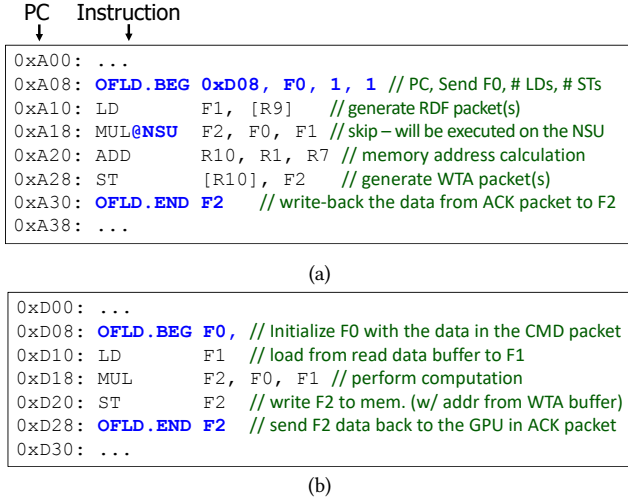 PC Instruction
0xA00: ...
0xA08: OFLD.BEG 0xD08, F0, 1, 1 // PC, Send F0, # LDs, # STs
0xA10: LD F1, [R9] // generate RDF packet(s)
0xA18: MUL@NSU F2, F0, F1 // skip – will be executed on the NSU
0xA20: ADD R10, R1, R7 // memory address calculation
0xA28: ST [R10], F2 // generate WTA packet(s)
0xA30: OFLD.END F2 // write-back the data from ACK packet to F2
0xA38: ...
(a)
0xD00: ...
0xD08: OFLD.BEG F0, // Initialize F0 with the data in the CMD packet
0xD10: LD F1 // load from read data buffer to F1
0xD18: MUL F2, F0, F1 // perform computation
0xD20: ST F2 // write F2 to mem. (w/ addr from WTA buffer)
0xD28: OFLD.END F2 // send F2 data back to the GPU in ACK packet
0xD30: ...
(b)